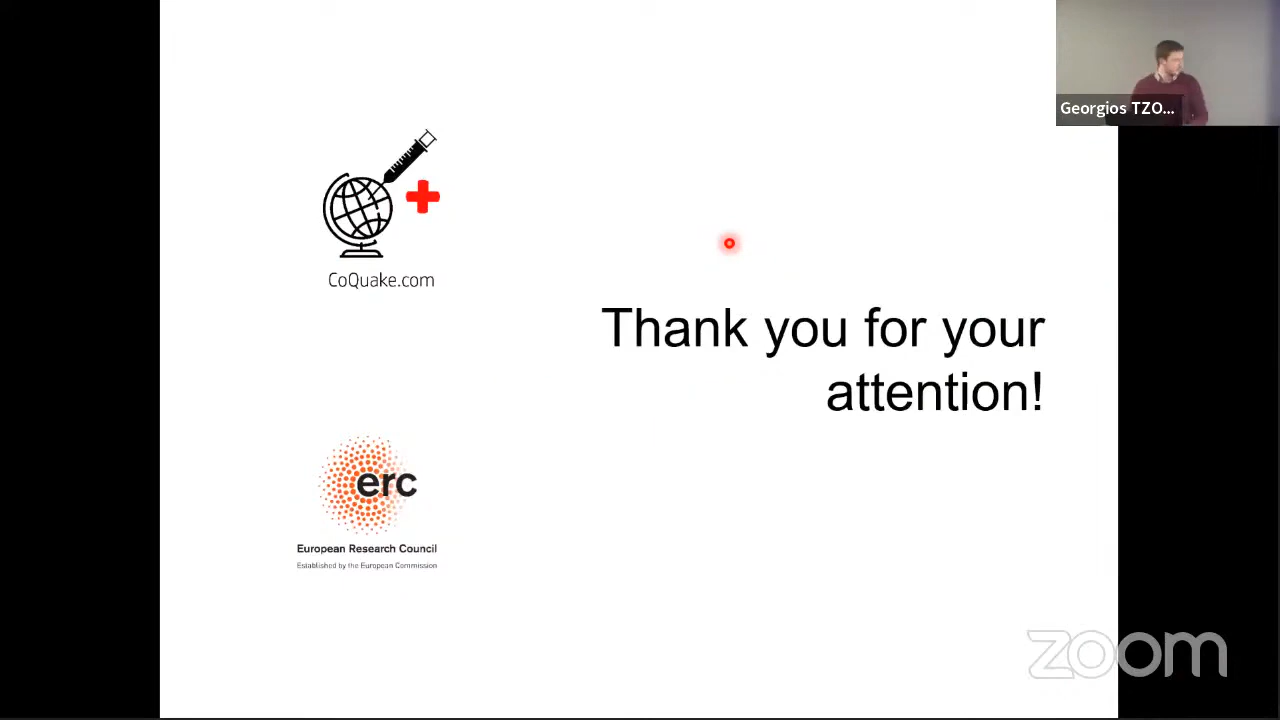 Georgios TZO...
CoQuake.com
Thank you for your
attention!
erc
European Research Council
Established by the European Commission
zoom